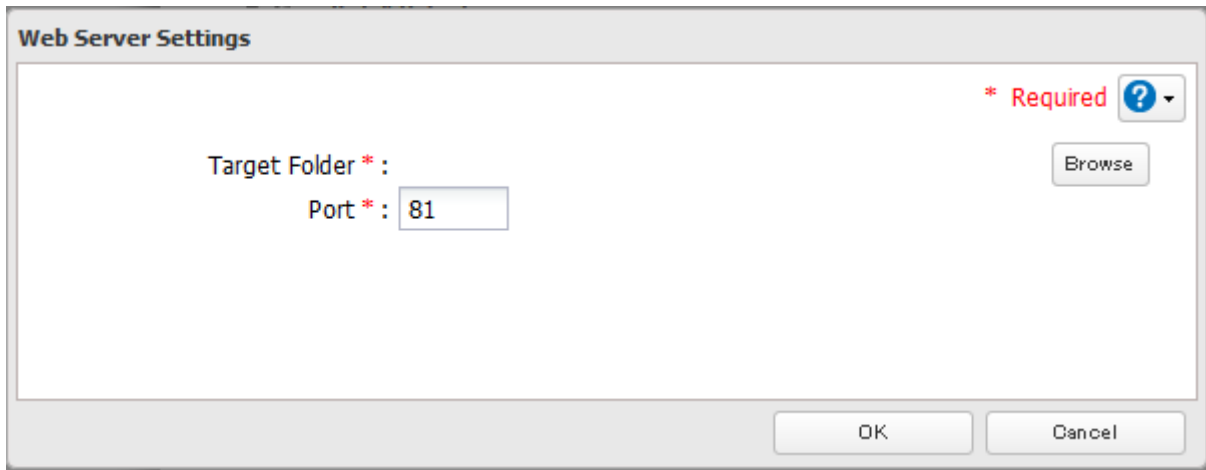 Web Server Settings
* Required ?
Target Folder * : Browse
Port * : 81
OK Cancel